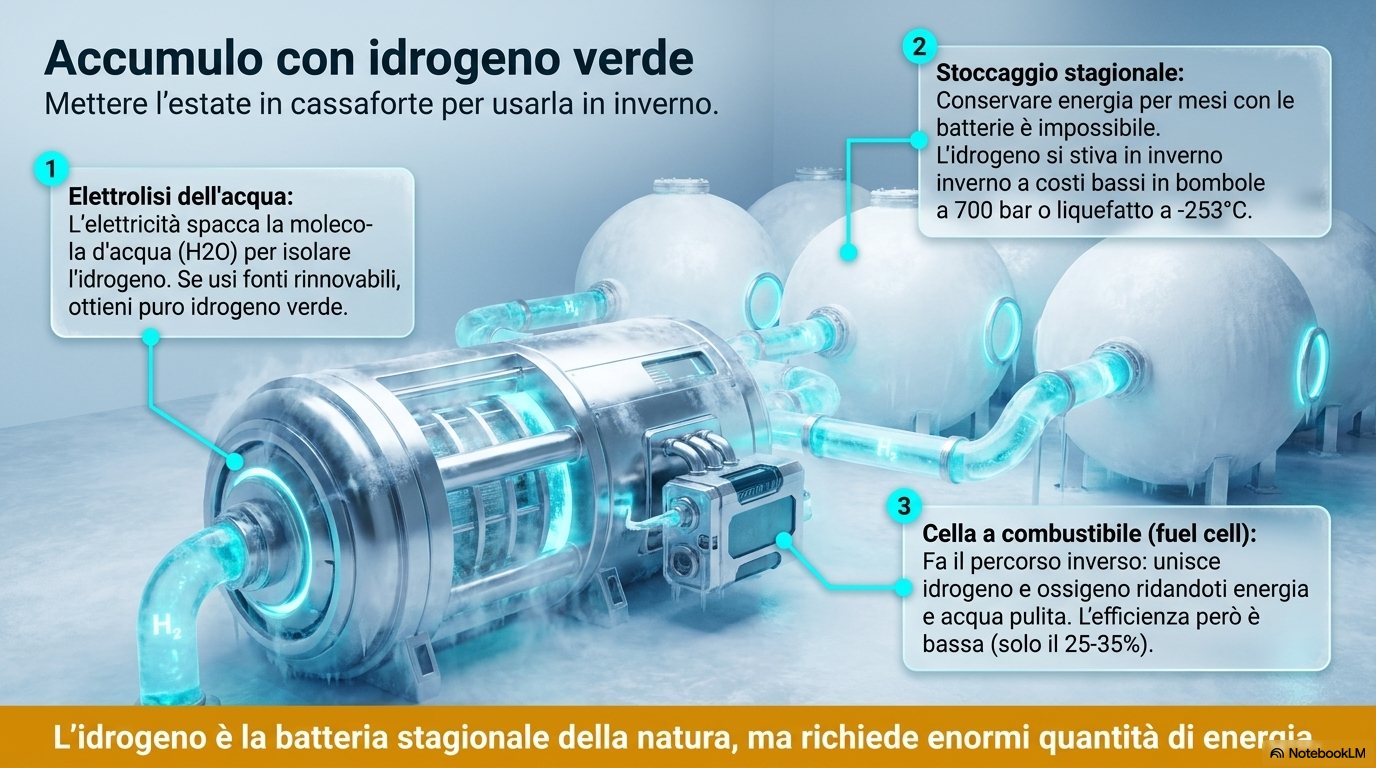 Accumulo con idrogeno verde
Mettere l'estate in cassaforte per usarla in inverno.
1
Elettrolisi dell'acqua:
L'elettricità spacca la moleco-
la d'acqua (H2O) per isolare
l'idrogeno. Se usi fonti rinnovabili,
ottieni puro idrogeno verde.
2
Stoccaggio stagionale:
Conservare energia per mesi con le
batterie è impossibile.
L'idrogeno si stiva in inverno
inverno a costi bassi in bombole
a 700 bar o liquefatto a -253°C.
H₂
H₂
H₂
3
Cella a combustibile (fuel cell):
Fa il percorso inverso: unisce
idrogeno e ossigeno ridandoti energia
e acqua pulita. L'efficienza però è
bassa (solo il 25-35%).
L'idrogeno è la batteria stagionale della natura, ma richiede enormi quantità di energia
NotebookLM